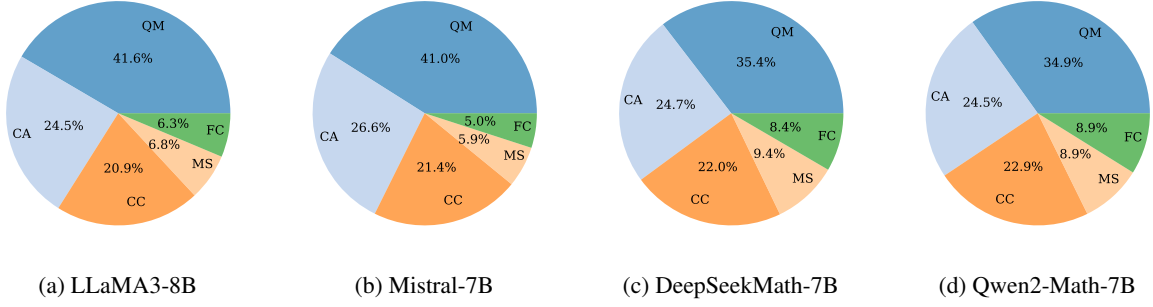 QM
41.6%
CA
24.5%
6.3%
FC
6.8%
MS
20.9%
CC
(a) LLaMA3-8B
QM
41.0%
CA
26.6%
5.0%
FC
5.9%
MS
21.4%
CC
(b) Mistral-7B
QM
35.4%
CA
24.7%
8.4%
FC
9.4%
MS
22.0%
CC
(c) DeepSeekMath-7B
QM
34.9%
CA
24.5%
8.9%
FC
8.9%
MS
22.9%
CC
(d) Qwen2-Math-7B